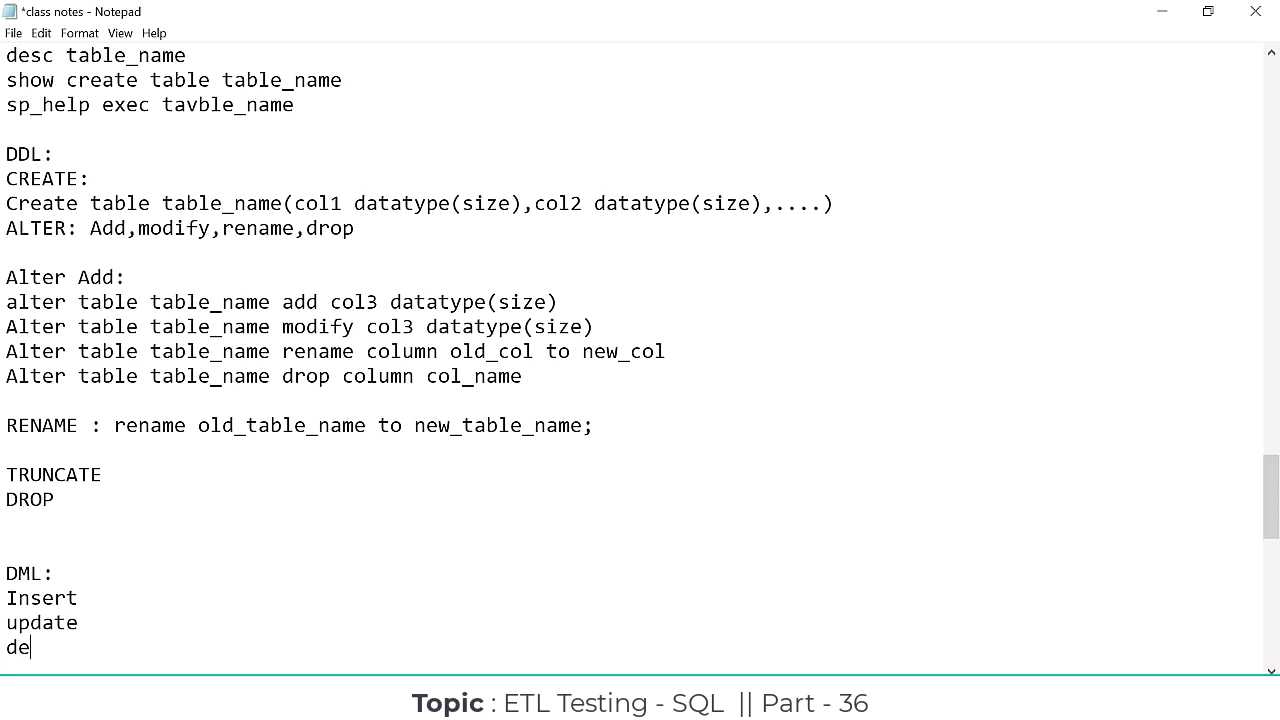 *class notes - Notepad
File Edit Format View Help
desc table_name
show create table table_name
sp_help exec tavble_name
DDL:
CREATE:
Create table table_name(col1 datatype(size),col2 datatype(size),....)
ALTER: Add,modify,rename,drop
Alter Add:
alter table table_name add col3 datatype(size)
Alter table table_name modify col3 datatype(size)
Alter table table_name rename column old_col to new_col
Alter table table_name drop column col_name
RENAME : rename old_table_name to new_table_name;
TRUNCATE
DROP
DML:
Insert
update
de
Topic : ETL Testing - SQL || Part - 36